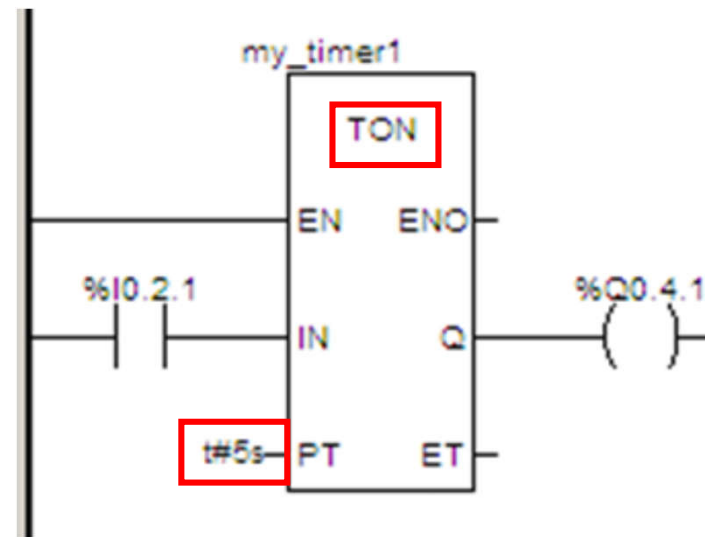 my_timer1
TON
EN ENO
%I0.2.1 %Q0.4.1
IN Q
t#5s PT ET